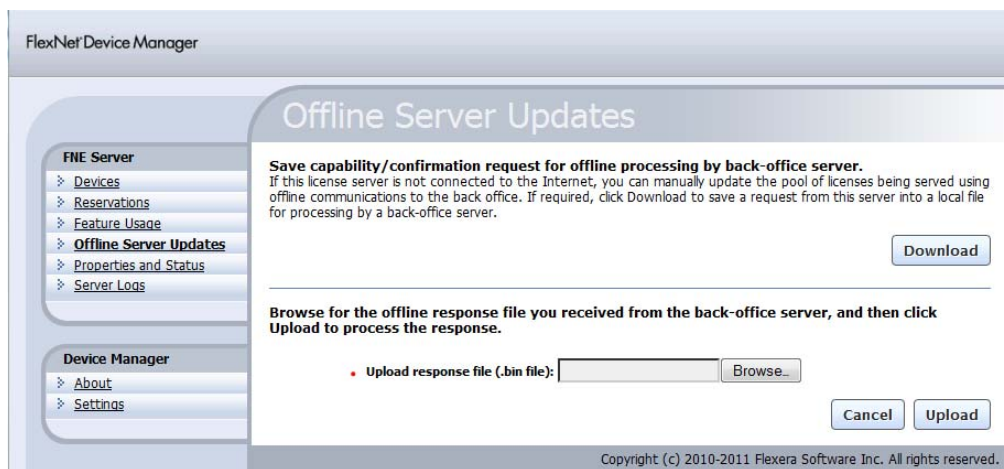 FlexNet Device Manager
Offline Server Updates
FNE Server
Devices
Reservations
Feature Usage
Offline Server Updates
Properties and Status
Server Logs
Device Manager
About
Settings
Save capability/confirmation request for offline processing by back-office server.
If this license server is not connected to the Internet, you can manually update the pool of licenses being served using
offline communications to the back office. If required, click Download to save a request from this server into a local file
for processing by a back-office server.
Download
Browse for the offline response file you received from the back-office server, and then click
Upload to process the response.
Upload response file (.bin file):
Browse...
Cancel
Upload
Copyright (c) 2010-2011 Flexera Software Inc. All rights reserved.